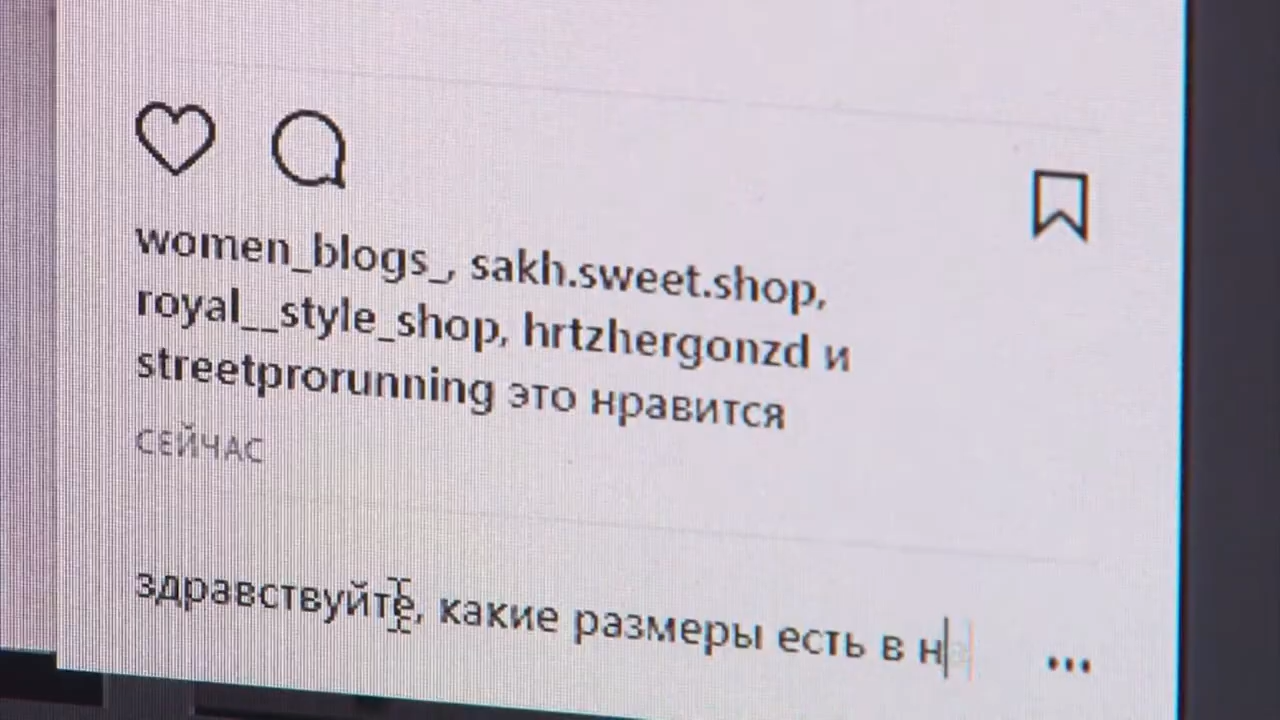 women_blogs_, sakh.sweet.shop,
royal__style_shop, hrtzhergonzd и
streetprorunning это нравится
СЕЙЧАС
здравствуйте, какие размеры есть в н